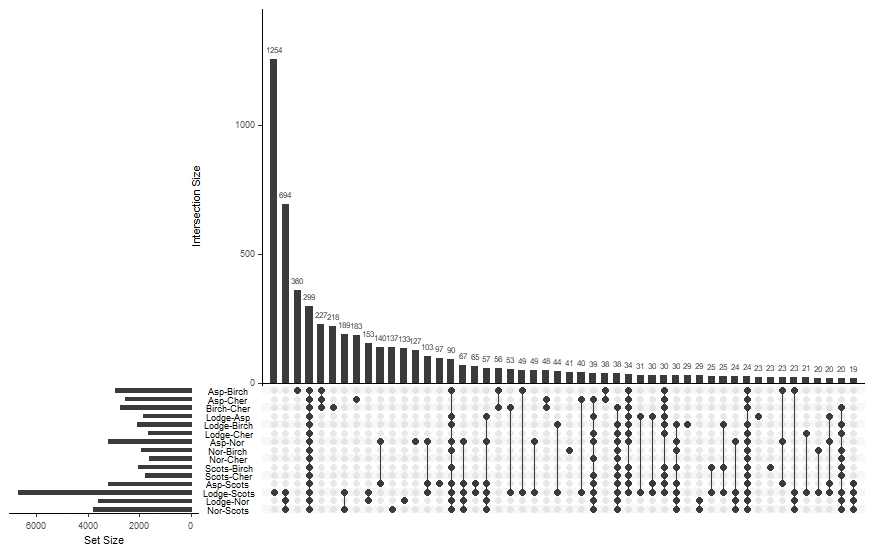 1254
694
360
299
227 218
189 183
153 140 137 133 127
103 97 90
67 65 57 56 53 49 49 48 44 41 40 39 38 38 34 31 30 30 30 29 29 25 25 24 24 23 23 23 23 21 20 20 20 19
1000
500
0
Intersection Size
Asp-Birch
Asp-Cher
Birch-Cher
Lodge-Asp
Lodge-Birch
Lodge-Cher
Asp-Nor
Nor-Birch
Nor-Cher
Scots-Birch
Scots-Cher
Asp-Scots
Lodge-Scots
Lodge-Nor
Nor-Scots
6000 4000 2000 0
Set Size